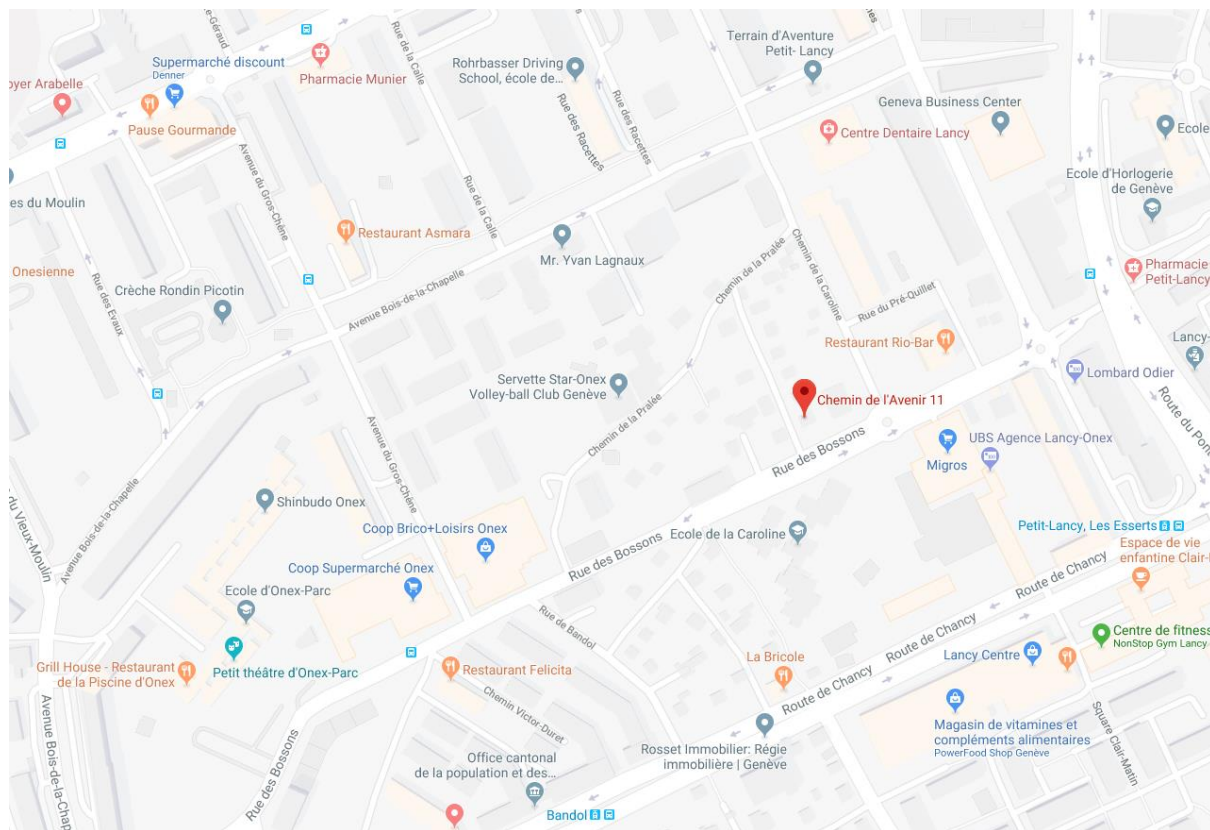 -Géraud
Supermarché discount
Denner
Pharmacie Munier
Rue de la Calle
Rohrbasser Driving
School, école de...
Terrain d'Aventure
Petit- Lancy
oyer Arabelle
Pause Gourmande
Rue des Racettes
Rue des Racettes
Geneva Business Center
Centre Dentaire Lancy
Ecole
Ecole d'Horlogerie
de Genève
es du Moulin
Avenue du Gros-Chêne
Rue de la Calle
Restaurant Asmara
Mr. Yvan Lagnaux
Onesienne
Rue des Evaux
Crèche Rondin Picotin
Avenue Bois-de-la-Chapelle
Chemin de la Pralée
Chemin de la Caroline
Rue du Pré-Quillet
Pharmacie
Petit-Lancy
Restaurant Rio-Bar
Lancy-
Servette Star-Onex
Volley-ball Club Genève
Lombard Odier
Chemin de l'Avenir 11
Chemin de la Pralée
Route du Pont
Avenue du Gros-Chêne
Rue des Bossons
UBS Agence Lancy-Onex
Migros
Shinbudo Onex
du Vieux-Moulin
Avenue Bois-de-la-Chapelle
Coop Brico+Loisirs Onex
Ecole de la Caroline
Petit-Lancy, Les Esserts
Rue des Bossons
Espace de vie
enfantine Clair-
Coop Supermarché Onex
Route de Chancy
Ecole d'Onex-Parc
Rue de Bandol
Route de Chancy
Centre de fitness
NonStop Gym Lancy
Lancy Centre
La Bricole
Grill House - Restaurant
de la Piscine d'Onex
Petit théâtre d'Onex-Parc
Restaurant Felicita
Route de Chancy
Chemin Victor-Duret
Magasin de vitamines et
compléments alimentaires
PowerFood Shop Genève
Square Clair-Matin
Avenue Bois-de-la-Chap
Rue des Bossons
Office cantonal
de la population et des...
Rosset Immobilier: Régie
immobilière | Genève
Bandol